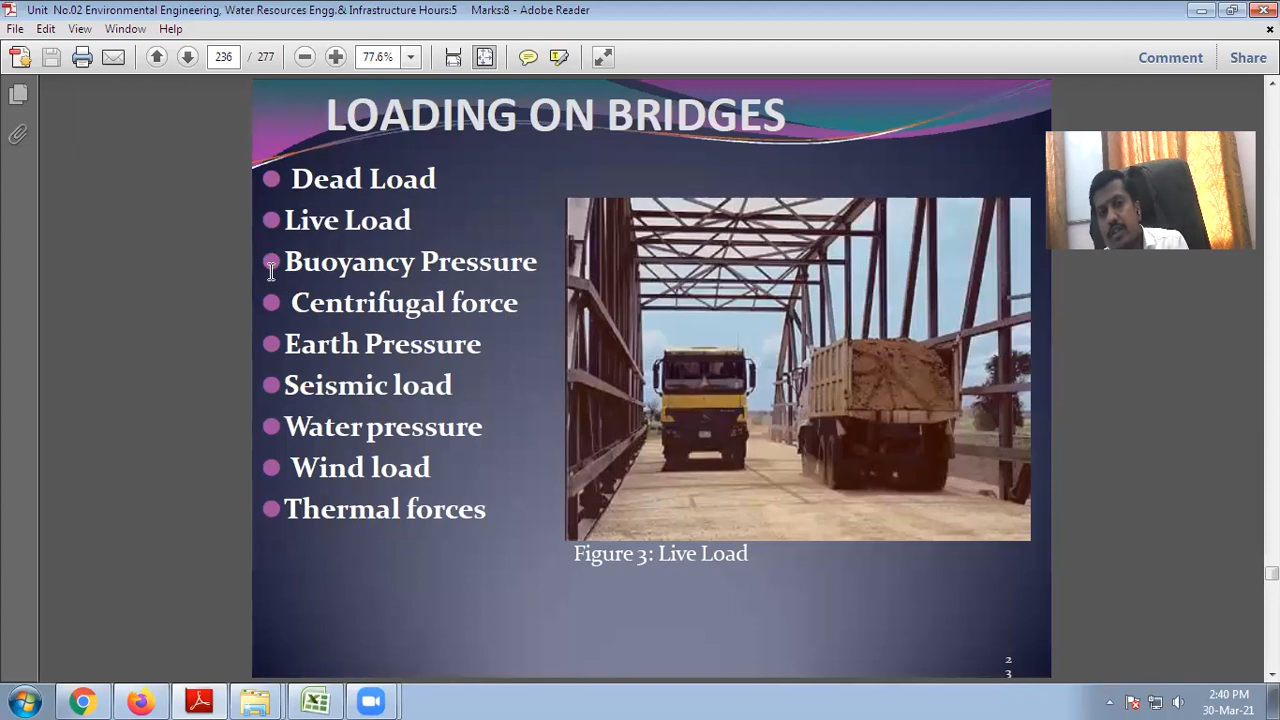 Unit No.02 Environmental Engineering, Water Resources Engg.& Infrastructure Hours:5 Marks:8 - Adobe Reader
File Edit View Window Help
236 / 277 77.6% Comment Share
LOADING ON BRIDGES
Dead Load
Live Load
Buoyancy Pressure
Centrifugal force
Earth Pressure
Seismic load
Water pressure
Wind load
Thermal forces
Figure 3: Live Load
2
3
2:40 PM
30-Mar-21